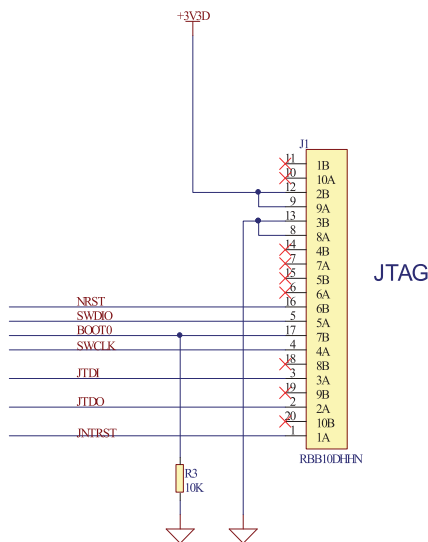 +3V3D
J1
11 1B
10 10A
12 2B
9 9A
13 3B
8 8A
14 4B
7 7A
15 5B
6 6A
NRST 16 6B
SWDIO 5 5A
BOOT0 17 7B
SWCLK 4 4A
18 8B
JTDI 3 3A
19 9B
JTDO 2 2A
20 10B
JNTRST 1 1A
JTAG
RBB10DHHN
R3
10K